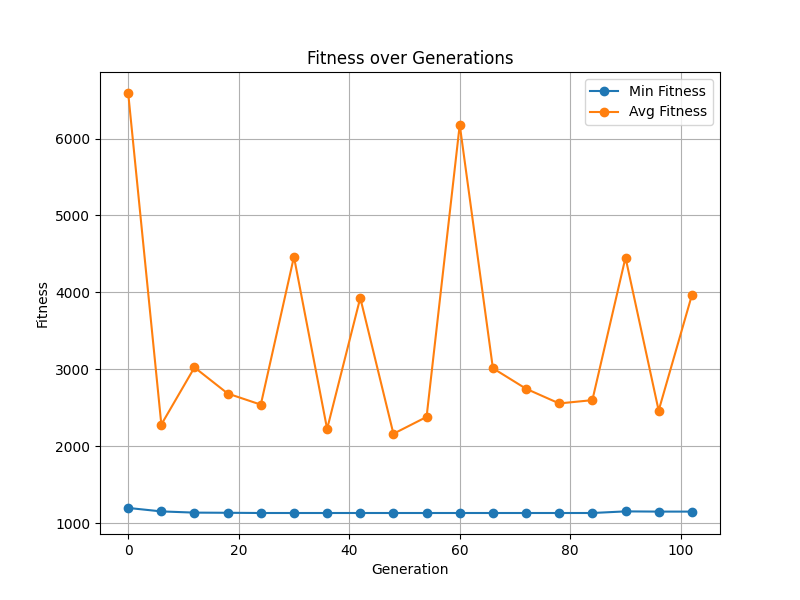 Fitness over Generations
Min Fitness
Avg Fitness
Fitness
6000
5000
4000
3000
2000
1000
0 20 40 60 80 100
Generation